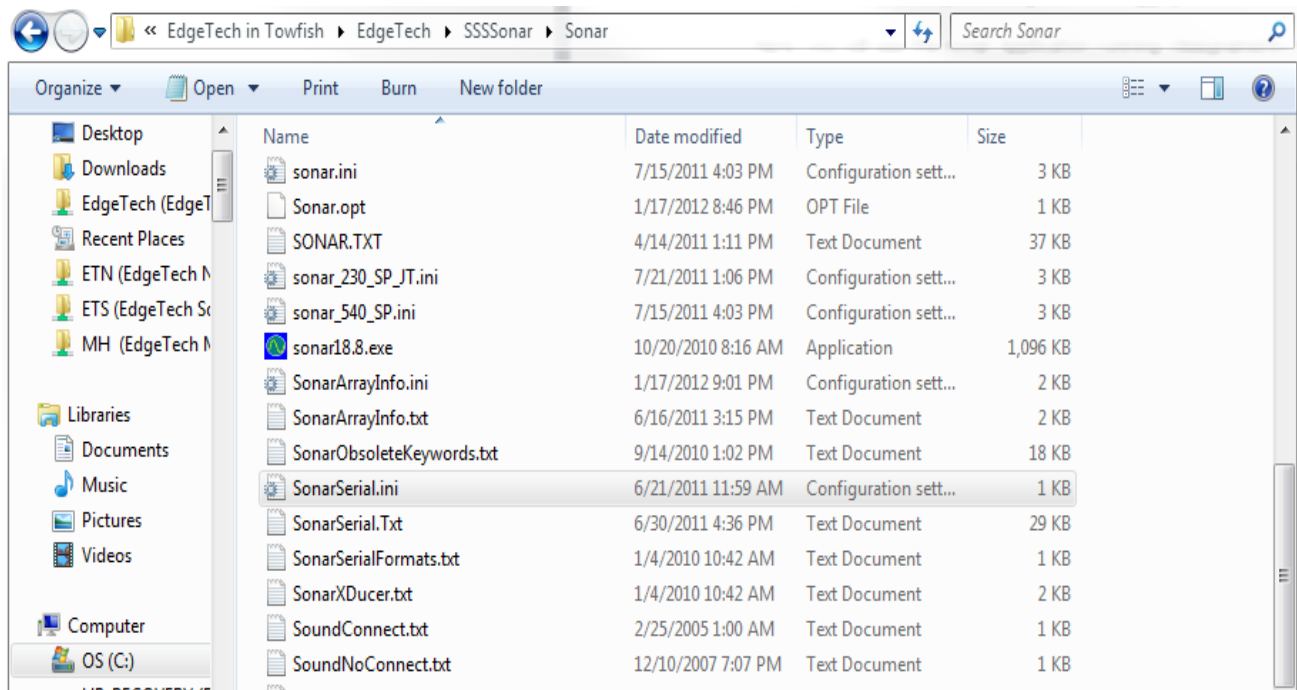 « EdgeTech in Towfish ▸ EdgeTech ▸ SSSSonar ▸ Sonar
Search Sonar
Organize Open Print Burn New folder
Desktop
Downloads
EdgeTech (EdgeT
Recent Places
ETN (EdgeTech N
ETS (EdgeTech So
MH (EdgeTech M
Libraries
Documents
Music
Pictures
Videos
Computer
OS (C:)
Name Date modified Type Size
sonar.ini 7/15/2011 4:03 PM Configuration sett... 3 KB
Sonar.opt 1/17/2012 8:46 PM OPT File 1 KB
SONAR.TXT 4/14/2011 1:11 PM Text Document 37 KB
sonar_230_SP_JT.ini 7/21/2011 1:06 PM Configuration sett... 3 KB
sonar_540_SP.ini 7/15/2011 4:03 PM Configuration sett... 3 KB
sonar18.8.exe 10/20/2010 8:16 AM Application 1,096 KB
SonarArrayInfo.ini 1/17/2012 9:01 PM Configuration sett... 2 KB
SonarArrayInfo.txt 6/16/2011 3:15 PM Text Document 2 KB
SonarObsoleteKeywords.txt 9/14/2010 1:02 PM Text Document 18 KB
SonarSerial.ini 6/21/2011 11:59 AM Configuration sett... 1 KB
SonarSerial.Txt 6/30/2011 4:36 PM Text Document 29 KB
SonarSerialFormats.txt 1/4/2010 10:42 AM Text Document 1 KB
SonarXDucer.txt 1/4/2010 10:42 AM Text Document 2 KB
SoundConnect.txt 2/25/2005 1:00 AM Text Document 1 KB
SoundNoConnect.txt 12/10/2007 7:07 PM Text Document 1 KB